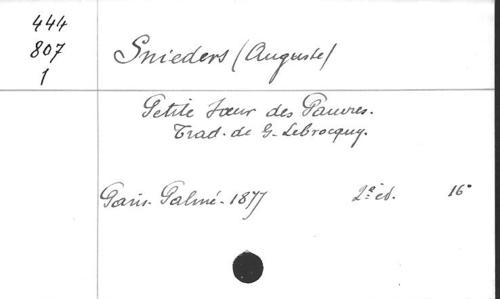 444
807
1
Snieders (Auguste)
Petite Sœur des Pauvres.
Trad. de G. Lebrocquy.
Paris. Palmé. 1877 2e éd. 16°